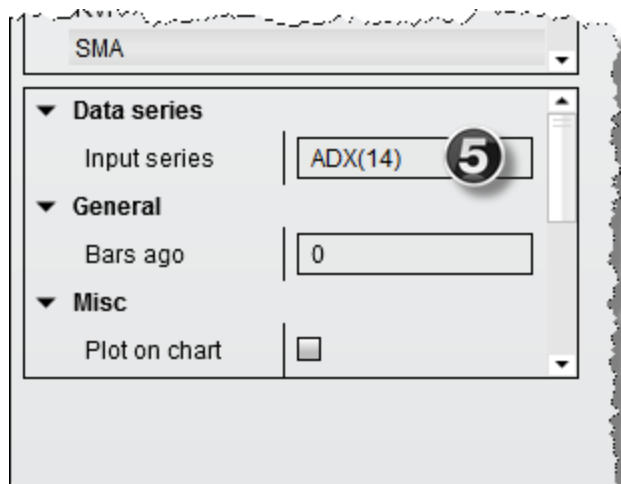 SMA
Data series
Input series ADX(14) 5
General
Bars ago 0
Misc
Plot on chart